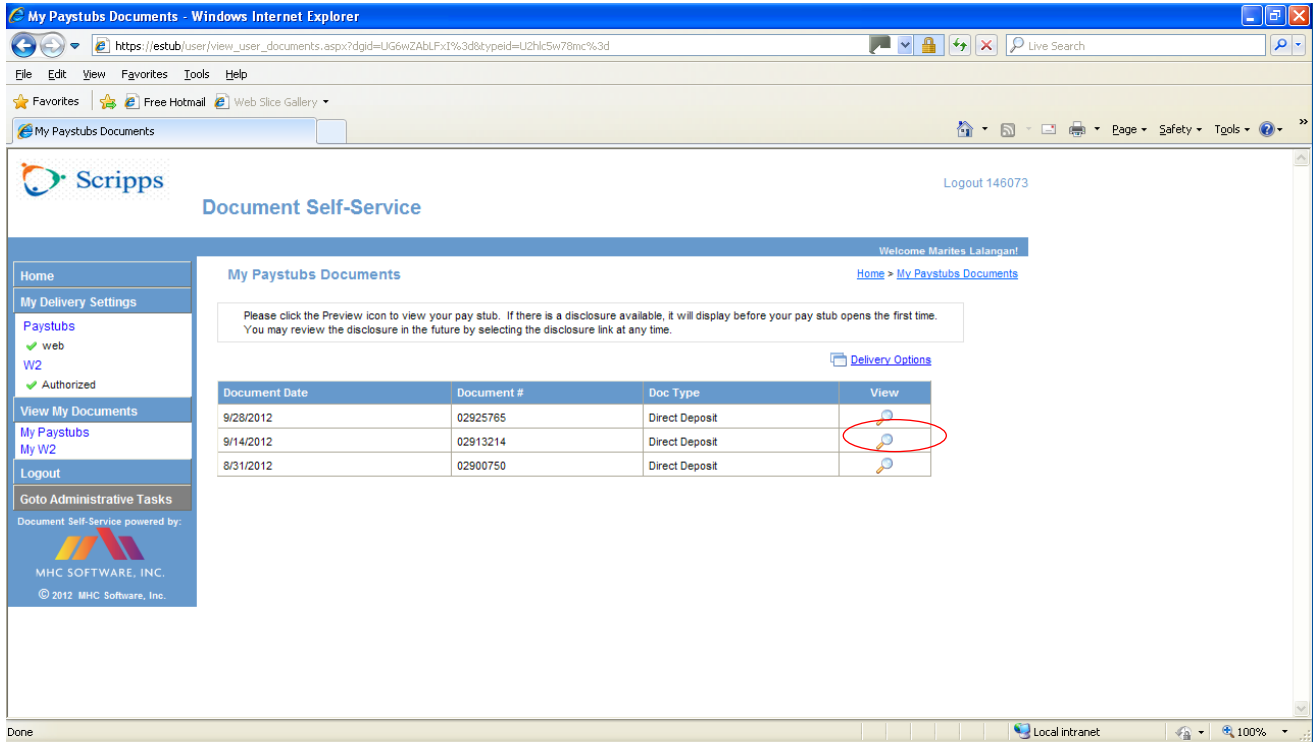 My Paystubs Documents - Windows Internet Explorer
https://estub/user/view_user_documents.aspx?dgid=UG6wZAbLFxI%3d&typeid=U2hlc5w78mc%3d
Live Search
File Edit View Favorites Tools Help
Favorites Free Hotmail Web Slice Gallery
My Paystubs Documents
Page Safety Tools
Scripps
Logout 146073
Document Self-Service
Welcome Marites Lalangan!
Home
My Delivery Settings
Paystubs
web
W2
Authorized
View My Documents
My Paystubs
My W2
Logout
Goto Administrative Tasks
Document Self-Service powered by:
MHC SOFTWARE, INC.
© 2012 MHC Software, Inc.
My Paystubs Documents
Home > My Paystubs Documents
Please click the Preview icon to view your pay stub. If there is a disclosure available, it will display before your pay stub opens the first time.
You may review the disclosure in the future by selecting the disclosure link at any time.
Delivery Options
Document Date Document # Doc Type View
9/28/2012 02925765 Direct Deposit
9/14/2012 02913214 Direct Deposit
8/31/2012 02900750 Direct Deposit
Done
Local intranet
100%